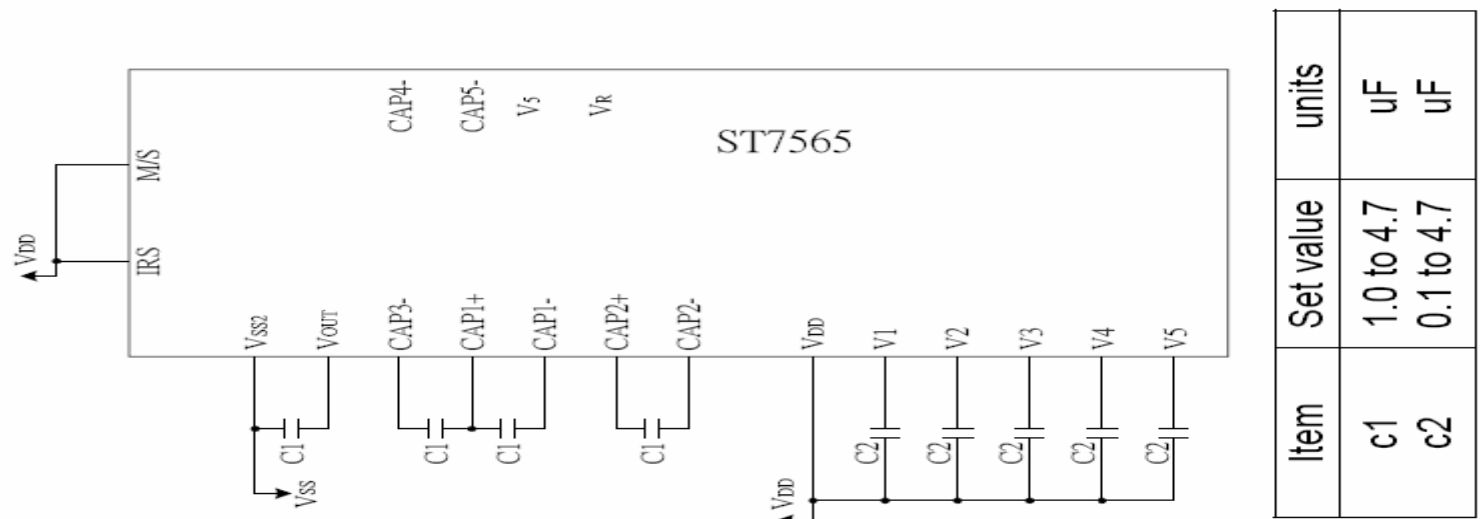 CAP4-
CAP5-
V5
VR
ST7565
M/S
IRS
VDD
VSS2
VOUT
CAP3-
CAP1+
CAP1-
CAP2+
CAP2-
VDD
V1
V2
V3
V4
V5
C1
C1
C1
C1
C2
C2
C2
C2
C2
VSS
VDD
Item Set value units
c1 1.0 to 4.7 uF
c2 0.1 to 4.7 uF